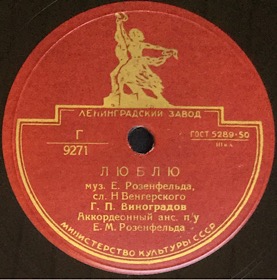 ЛЕНИНГРАДСКИЙ ЗАВОД
Г
9271
ГОСТ 5289-50
ЛЮБЛЮ
муз. Е. Розенфельда,
сл. Н Венгерского
Г. П. Виноградов
Аккордеонный анс. п/у
Е. М. Розенфельда
МИНИСТЕРСТВО КУЛЬТУРЫ СССР